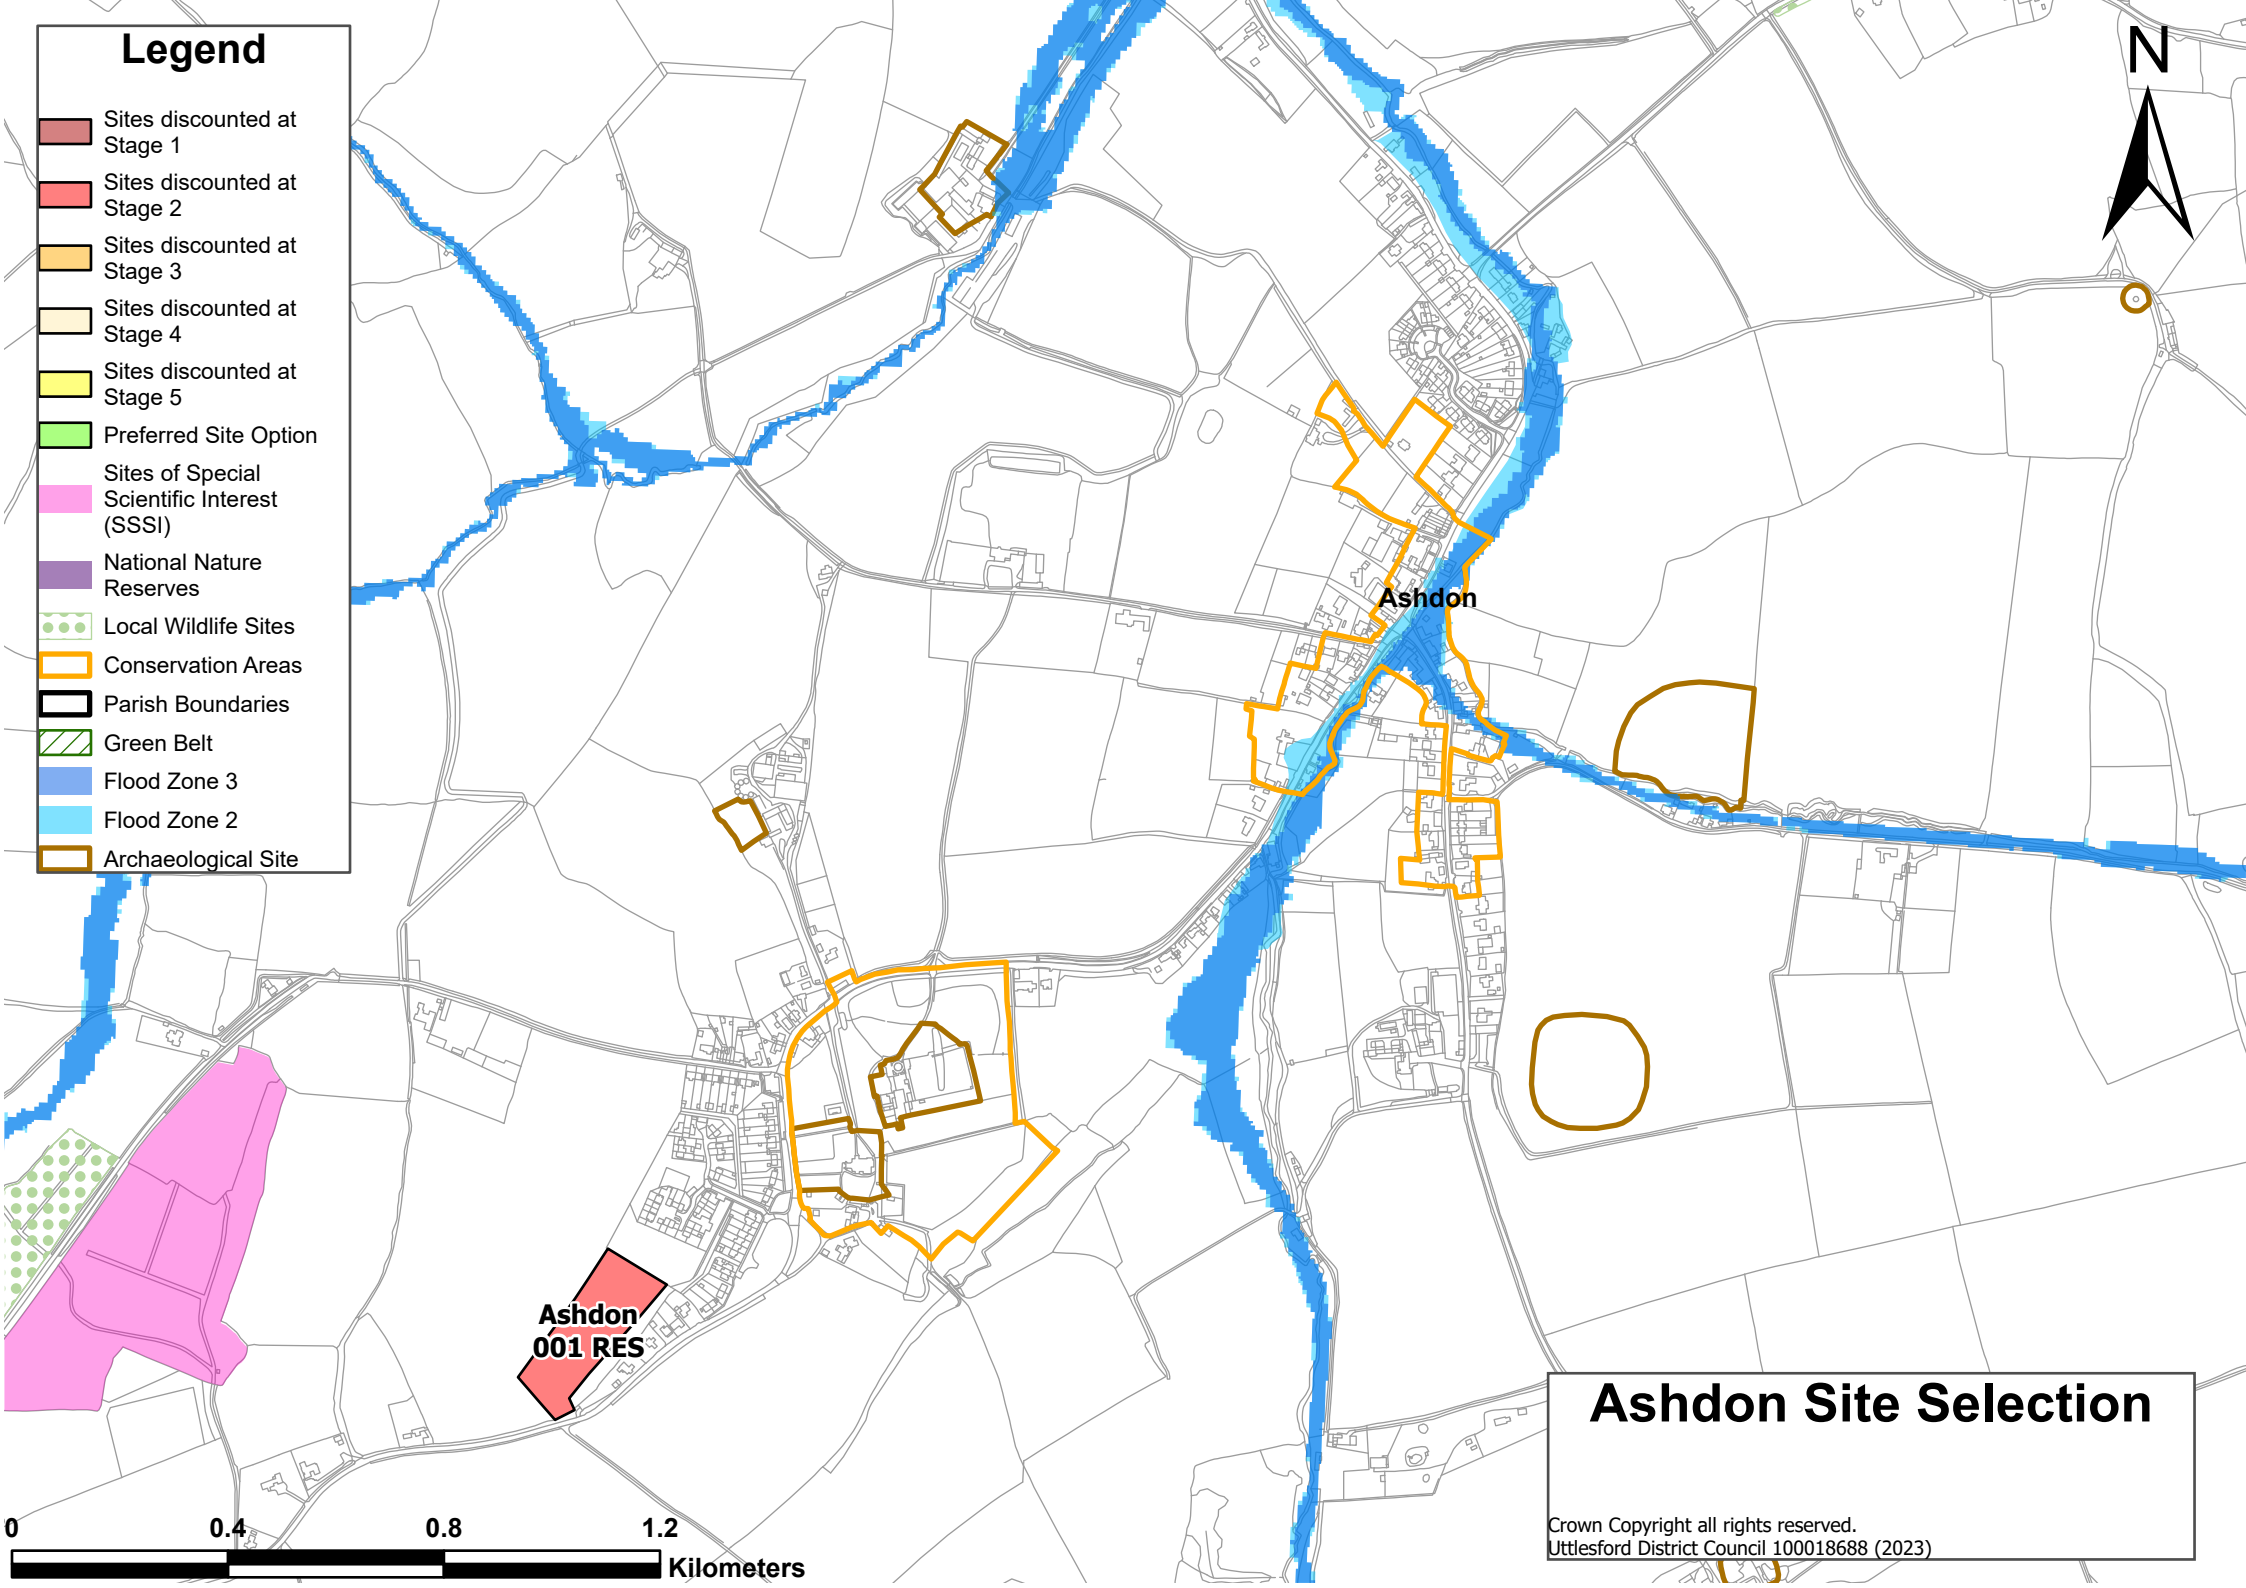 Legend
Sites discounted at
Stage 1
Sites discounted at
Stage 2
Sites discounted at
Stage 3
Sites discounted at
Stage 4
Sites discounted at
Stage 5
Preferred Site Option
Sites of Special
Scientific Interest
(SSSI)
National Nature
Reserves
Local Wildlife Sites
Conservation Areas
Parish Boundaries
Green Belt
Flood Zone 3
Flood Zone 2
Archaeological Site
N
Ashdon
Ashdon
001 RES
Ashdon Site Selection
Crown Copyright all rights reserved.
Uttlesford District Council 100018688 (2023)
0 0.4 0.8 1.2
Kilometers